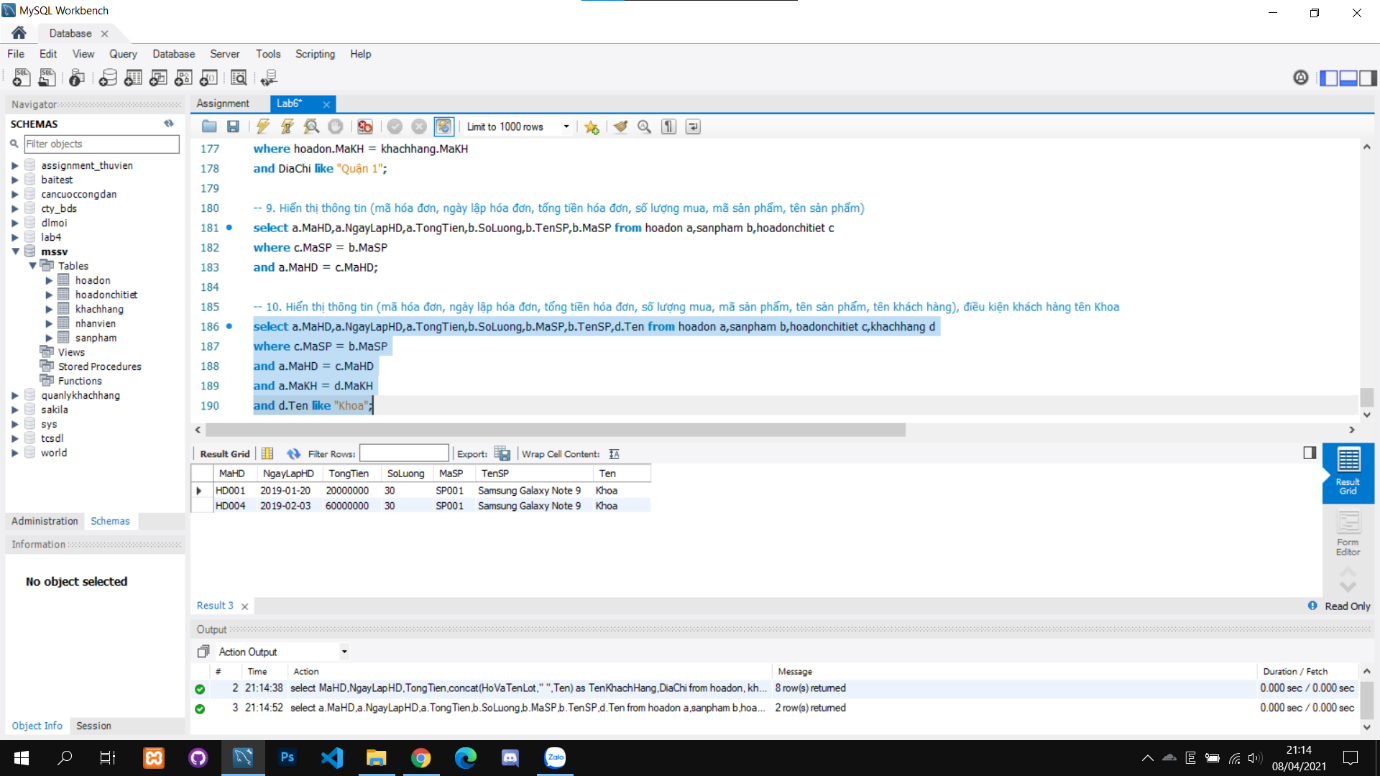 MySQL Workbench
Database
File Edit View Query Database Server Tools Scripting Help
Navigator
SCHEMAS
Filter objects
assignment_thuvien
baitest
cancuoccongdan
cty_bds
dlmoi
lab4
mssv
Tables
hoadon
hoadonchitiet
khachhang
nhanvien
sanpham
Views
Stored Procedures
Functions
quanlykhachhang
sakila
sys
tcsdl
world
Administration Schemas
Information
No object selected
Object Info Session
Assignment Lab6*
Limit to 1000 rows
177 where hoadon.MaKH = khachhang.MaKH
178 and DiaChi like "Quận 1";
179
180 -- 9. Hiển thị thông tin (mã hóa đơn, ngày lập hóa đơn, tổng tiền hóa đơn, số lượng mua, mã sản phẩm, tên sản phẩm)
181 select a.MaHD,a.NgayLapHD,a.TongTien,b.SoLuong,b.TenSP,b.MaSP from hoadon a,sanpham b,hoadonchitiet c
182 where c.MaSP = b.MaSP
183 and a.MaHD = c.MaHD;
184
185 -- 10. Hiển thị thông tin (mã hóa đơn, ngày lập hóa đơn, tổng tiền hóa đơn, số lượng mua, mã sản phẩm, tên sản phẩm, tên khách hàng), điều kiện khách hàng tên Khoa
186 select a.MaHD,a.NgayLapHD,a.TongTien,b.SoLuong,b.MaSP,b.TenSP,d.Ten from hoadon a,sanpham b,hoadonchitiet c,khachhang d
187 where c.MaSP = b.MaSP
188 and a.MaHD = c.MaHD
189 and a.MaKH = d.MaKH
190 and d.Ten like "Khoa";
Result Grid Filter Rows: Export: Wrap Cell Content:
MaHD NgayLapHD TongTien SoLuong MaSP TenSP Ten
HD001 2019-01-20 20000000 30 SP001 Samsung Galaxy Note 9 Khoa
HD004 2019-02-03 60000000 30 SP001 Samsung Galaxy Note 9 Khoa
Result Grid
Form Editor
Result 3
Read Only
Output
Action Output
# Time Action Message Duration / Fetch
2 21:14:38 select MaHD,NgayLapHD,TongTien,concat(HoVaTenLot," ",Ten) as TenKhachHang,DiaChi from hoadon, kh... 8 row(s) returned 0.000 sec / 0.000 sec
3 21:14:52 select a.MaHD,a.NgayLapHD,a.TongTien,b.SoLuong,b.MaSP,b.TenSP,d.Ten from hoadon a,sanpham b,hoa... 2 row(s) returned 0.000 sec / 0.000 sec
Ps
Zalo
E
21:14
08/04/2021